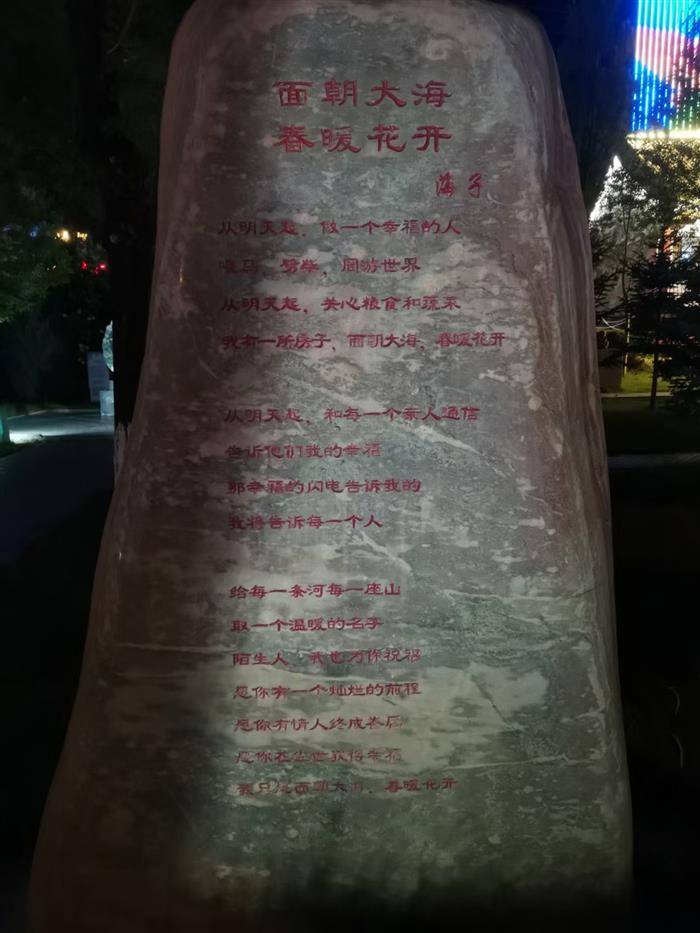 面朝大海
春暖花开
海子
从明天起，做一个幸福的人
喂马，劈柴，周游世界
从明天起，关心粮食和蔬菜
我有一所房子，面朝大海，春暖花开
从明天起，和每一个亲人通信
告诉他们我的幸福
那幸福的闪电告诉我的
我将告诉每一个人
给每一条河每一座山
取一个温暖的名字
陌生人，我也为你祝福
愿你有一个灿烂的前程
愿你有情人终成眷属
愿你在尘世获得幸福
我只愿面朝大海，春暖花开